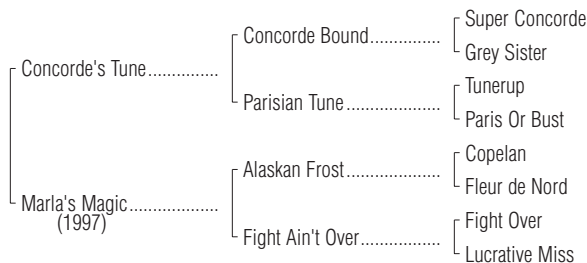 Super Concorde
Concorde Bound...............
Grey Sister
Concorde's Tune...............
Tunerup
Parisian Tune....................
Paris Or Bust
Copelan
Alaskan Frost....................
Fleur de Nord
Marla's Magic...................
(1997)
Fight Over
Fight Ain't Over.................
Lucrative Miss